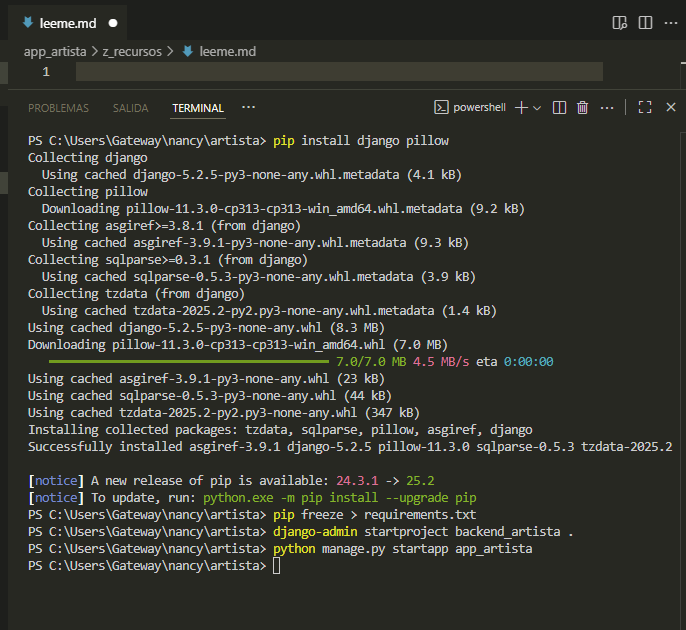 leeme.md
app_artista > z_recursos > leeme.md
1
PROBLEMAS SALIDA TERMINAL ... powershell
PS C:\Users\Gateway\nancy\artista> pip install django pillow
Collecting django
  Using cached django-5.2.5-py3-none-any.whl.metadata (4.1 kB)
Collecting pillow
  Downloading pillow-11.3.0-cp313-cp313-win_amd64.whl.metadata (9.2 kB)
Collecting asgiref>=3.8.1 (from django)
  Using cached asgiref-3.9.1-py3-none-any.whl.metadata (9.3 kB)
Collecting sqlparse>=0.3.1 (from django)
  Using cached sqlparse-0.5.3-py3-none-any.whl.metadata (3.9 kB)
Collecting tzdata (from django)
  Using cached tzdata-2025.2-py2.py3-none-any.whl.metadata (1.4 kB)
Using cached django-5.2.5-py3-none-any.whl (8.3 MB)
Downloading pillow-11.3.0-cp313-cp313-win_amd64.whl (7.0 MB)
7.0/7.0 MB 4.5 MB/s eta 0:00:00
Using cached asgiref-3.9.1-py3-none-any.whl (23 kB)
Using cached sqlparse-0.5.3-py3-none-any.whl (44 kB)
Using cached tzdata-2025.2-py2.py3-none-any.whl (347 kB)
Installing collected packages: tzdata, sqlparse, pillow, asgiref, django
Successfully installed asgiref-3.9.1 django-5.2.5 pillow-11.3.0 sqlparse-0.5.3 tzdata-2025.2
[notice] A new release of pip is available: 24.3.1 -> 25.2
[notice] To update, run: python.exe -m pip install --upgrade pip
PS C:\Users\Gateway\nancy\artista> pip freeze > requirements.txt
PS C:\Users\Gateway\nancy\artista> django-admin startproject backend_artista .
PS C:\Users\Gateway\nancy\artista> python manage.py startapp app_artista
PS C:\Users\Gateway\nancy\artista>